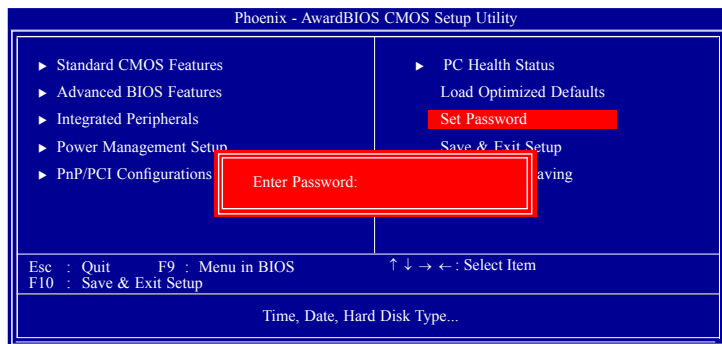 Phoenix - AwardBIOS CMOS Setup Utility
► Standard CMOS Features
► Advanced BIOS Features
► Integrated Peripherals
► Power Management Setup
► PnP/PCI Configurations
► PC Health Status
Load Optimized Defaults
Set Password
Save & Exit Setup
aving
Enter Password:
Esc : Quit F9 : Menu in BIOS
F10 : Save & Exit Setup
↑ ↓ → ← : Select Item
Time, Date, Hard Disk Type...